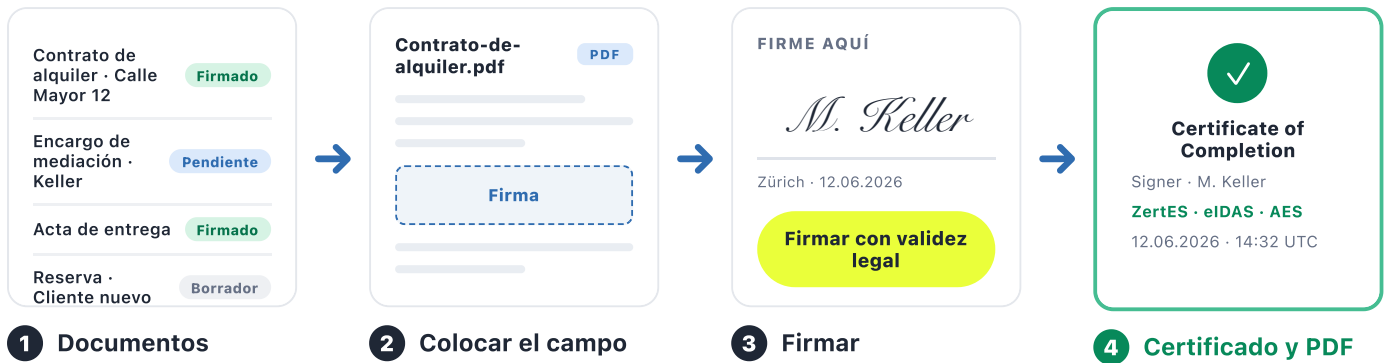 Contrato de
alquiler · Calle
Mayor 12
Firmado
Encargo de
mediación ·
Keller
Pendiente
Acta de entrega
Firmado
Reserva ·
Cliente nuevo
Borrador
1 Documentos
Contrato-de-
alquiler.pdf
PDF
Firma
2 Colocar el campo
FIRME AQUÍ
M. Keller
Zürich · 12.06.2026
Firmar con validez
legal
3 Firmar
Certificate of
Completion
Signer · M. Keller
ZertES · eIDAS · AES
12.06.2026 · 14:32 UTC
4 Certificado y PDF